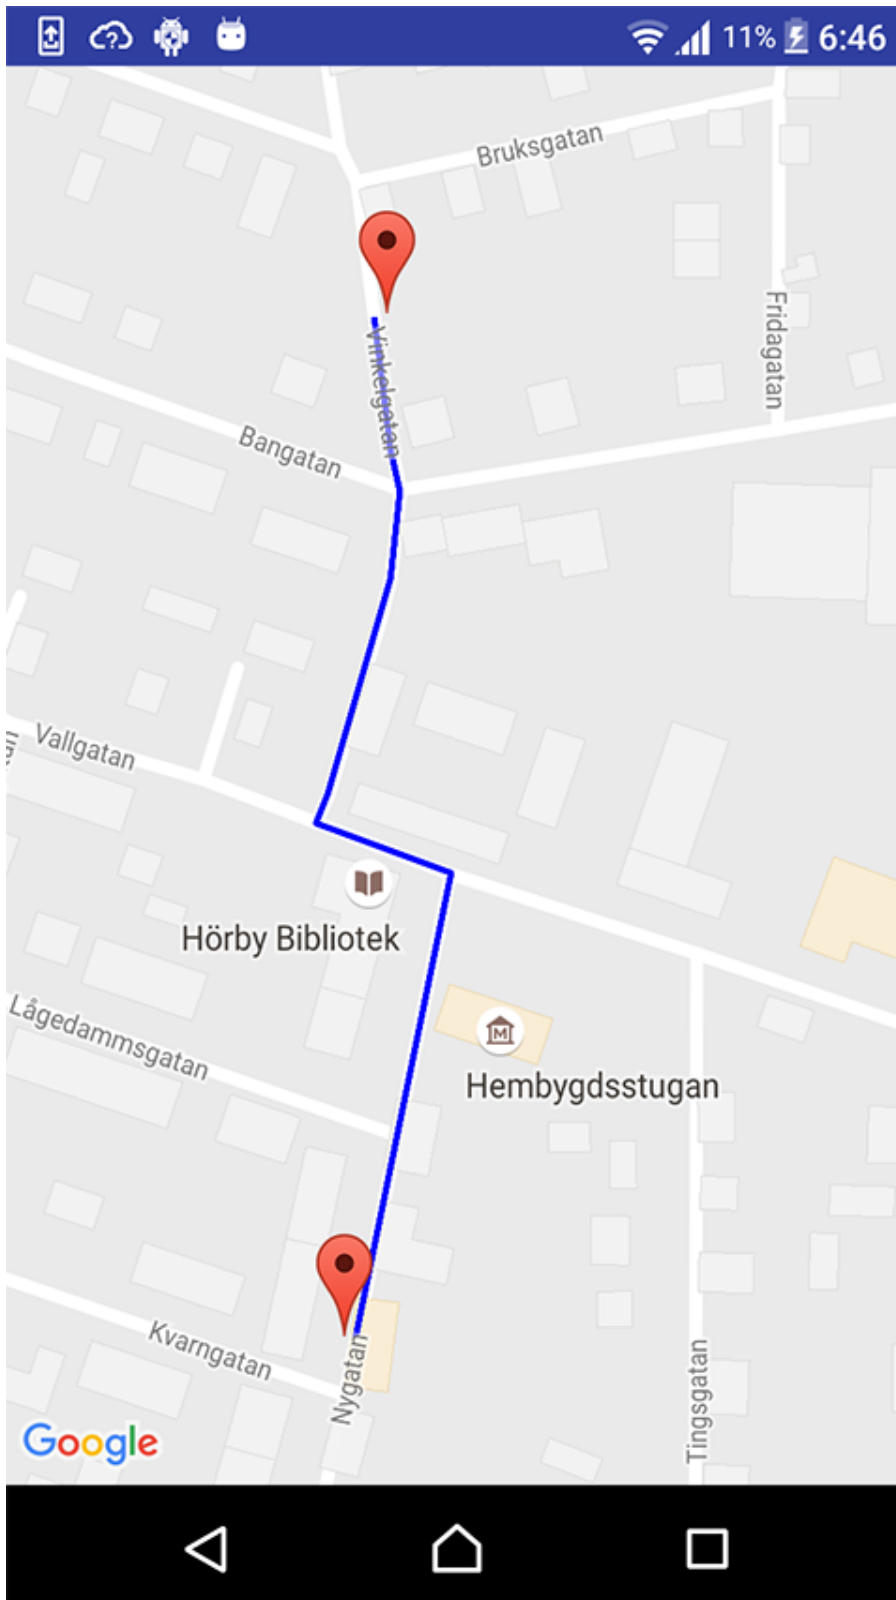 11% 6:46
Bruksgatan
Fridagatan
Vinkelgatan
Bangatan
Vallgatan
Hörby Bibliotek
Lågedammsgatan
M
Hembygdsstugan
Kvarngatan
Nygatan
Tingsgatan
Google